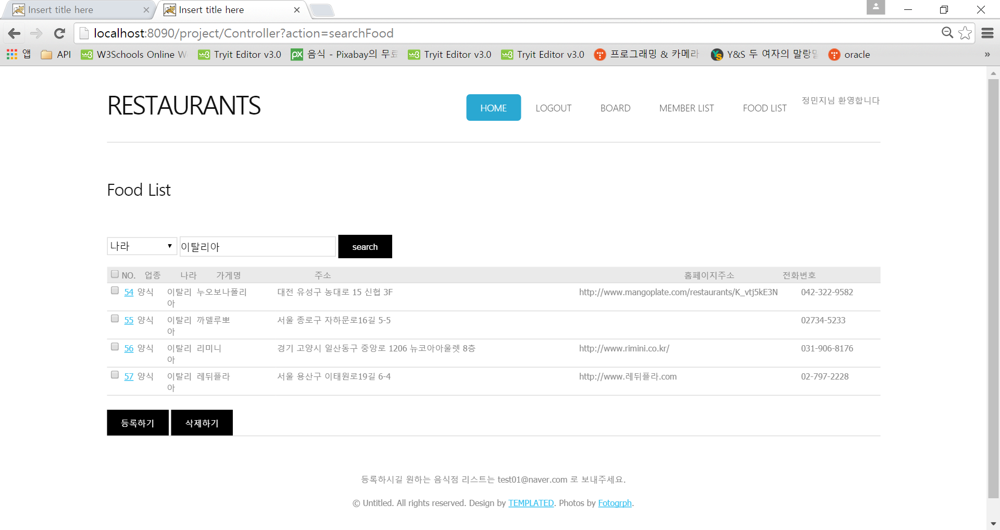 Insert title here
Insert title here
localhost:8090/project/Controller?action=searchFood
앱 API W3Schools Online W Tryit Editor v3.0 음식 - Pixabay의 무료 Tryit Editor v3.0 Tryit Editor v3.0 프로그래밍 & 카메라 Y&S 두 여자의 말랑말 oracle »
RESTAURANTS
HOME LOGOUT BOARD MEMBER LIST FOOD LIST 정민지님 환영합니다
Food List
나라 이탈리아 search
NO. 업종 나라 가게명 주소 홈페이지주소 전화번호
54 양식 이탈리 누오보나폴리 대전 유성구 농대로 15 신협 3F http://www.mangoplate.com/restaurants/K_vtj5kE3N 042-322-9582
아
55 양식 이탈리 까델루뽀 서울 종로구 자하문로16길 5-5 02734-5233
아
56 양식 이탈리 리미니 경기 고양시 일산동구 중앙로 1206 뉴코아아울렛 8층 http://www.rimini.co.kr/ 031-906-8176
아
57 양식 이탈리 레뒤플라 서울 용산구 이태원로19길 6-4 http://www.레뒤플라.com 02-797-2228
아
등록하기 삭제하기
등록하시길 원하는 음식점 리스트는 test01@naver.com 로 보내주세요.
© Untitled. All rights reserved. Design by TEMPLATED. Photos by Fotogrph.